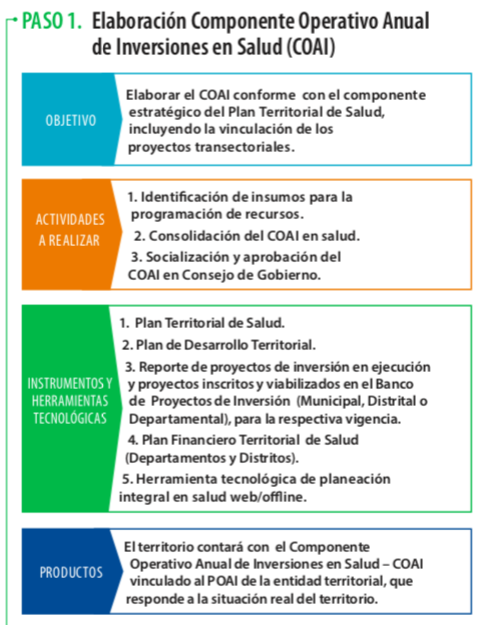 PASO 1. Elaboración Componente Operativo Anual
de Inversiones en Salud (COAI)
OBJETIVO
Elaborar el COAI conforme con el componente
estratégico del Plan Territorial de Salud,
incluyendo la vinculación de los
proyectos transectoriales.
ACTIVIDADES
A REALIZAR
1. Identificación de insumos para la
programación de recursos.
2. Consolidación del COAI en salud.
3. Socialización y aprobación del
COAI en Consejo de Gobierno.
INSTRUMENTOS Y
HERRAMIENTAS
TECNOLÓGICAS
1. Plan Territorial de Salud.
2. Plan de Desarrollo Territorial.
3. Reporte de proyectos de inversión en ejecución
y proyectos inscritos y viabilizados en el Banco
de Proyectos de Inversión (Municipal, Distrital o
Departamental), para la respectiva vigencia.
4. Plan Financiero Territorial de Salud
(Departamentos y Distritos).
5. Herramienta tecnológica de planeación
integral en salud web/offline.
PRODUCTOS
El territorio contará con el Componente
Operativo Anual de Inversiones en Salud – COAI
vinculado al POAI de la entidad territorial, que
responde a la situación real del territorio.